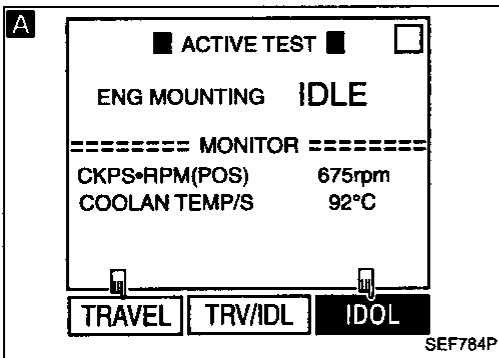 A
ACTIVE TEST
ENG MOUNTING IDLE
======== MONITOR ========
CKPS•RPM(POS) 675rpm
COOLAN TEMP/S 92°C
TRAVEL TRV/IDL IDOL
SEF784P